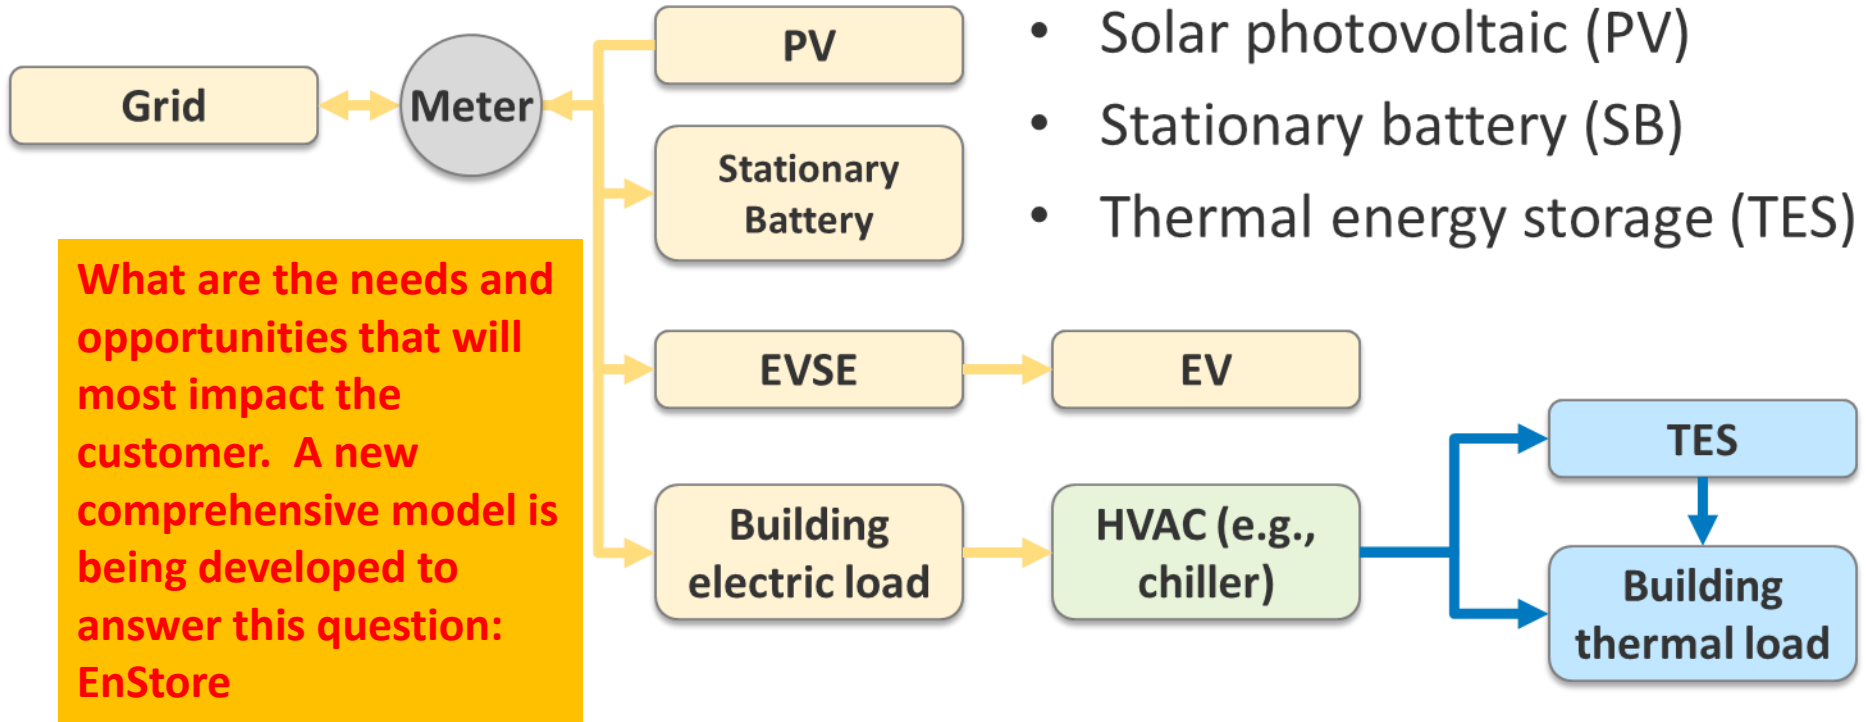 Grid
Meter
PV
Stationary
Battery
EVSE
EV
Building
electric load
HVAC (e.g.,
chiller)
TES
Building
thermal load
• Solar photovoltaic (PV)
• Stationary battery (SB)
• Thermal energy storage (TES)
What are the needs and
opportunities that will
most impact the
customer.  A new
comprehensive model is
being developed to
answer this question:
EnStore